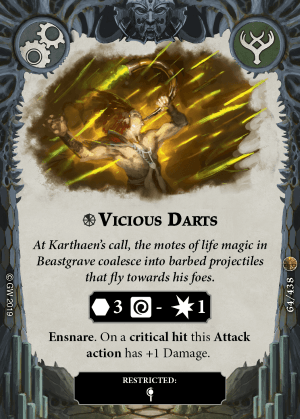 Vicious Darts
At Karthaen's call, the motes of life magic in
Beastgrave coalesce into barbed projectiles
that fly towards his foes.
3 - 1
Ensnare. On a critical hit this Attack
action has +1 Damage.
RESTRICTED:
© GW 2019
64/438